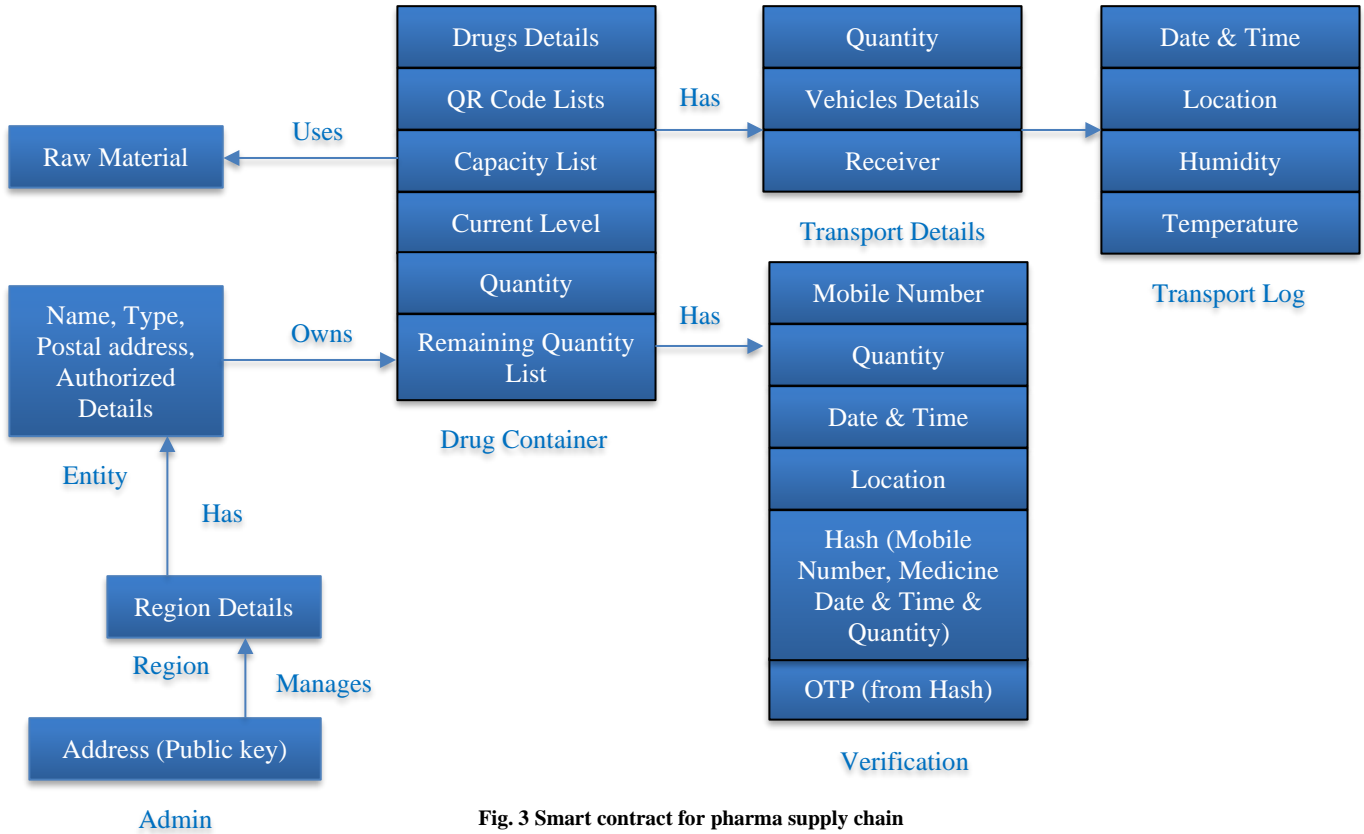 Drugs Details
QR Code Lists
Capacity List
Current Level
Quantity
Remaining Quantity
List
Drug Container
Uses
Raw Material
Owns
Name, Type,
Postal address,
Authorized
Details
Entity
Has
Region Details
Region
Manages
Address (Public key)
Admin
Has
Quantity
Vehicles Details
Receiver
Transport Details
Date & Time
Location
Humidity
Temperature
Transport Log
Has
Mobile Number
Quantity
Date & Time
Location
Hash (Mobile
Number, Medicine
Date & Time &
Quantity)
OTP (from Hash)
Verification
Fig. 3 Smart contract for pharma supply chain